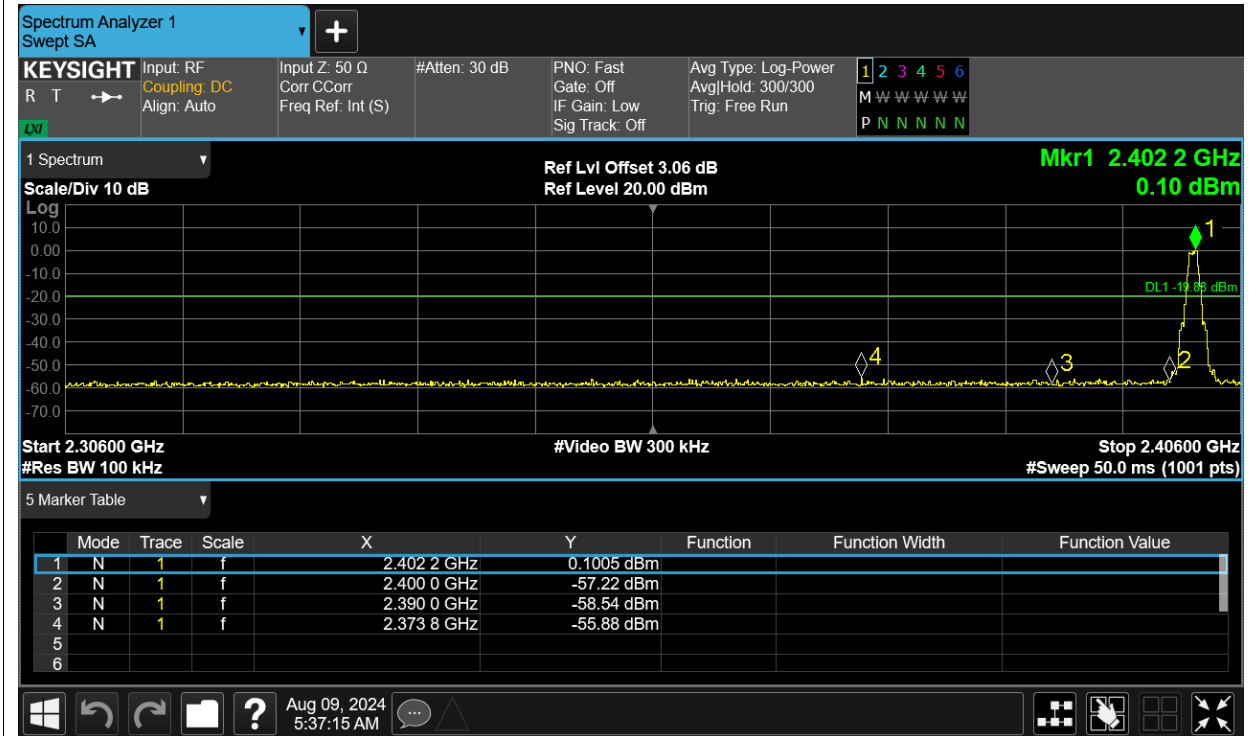 Spectrum Analyzer 1
Swept SA
+
KEYSIGHT Input: RF Input Z: 50 Ω #Atten: 30 dB PNO: Fast Avg Type: Log-Power 1 2 3 4 5 6
R T Coupling: DC Corr CCorr Gate: Off Avg|Hold: 300/300 M W W W W W
Align: Auto Freq Ref: Int (S) IF Gain: Low Trig: Free Run
LXI Sig Track: Off P N N N N N
1 Spectrum Ref Lvl Offset 3.06 dB Mkr1 2.402 2 GHz
Scale/Div 10 dB Ref Level 20.00 dBm 0.10 dBm
Log
10.0 1
0.00
-10.0
DL1 -19.88 dBm
-20.0
-30.0
-40.0
-50.0 4 3 2
-60.0
-70.0
Start 2.30600 GHz #Video BW 300 kHz Stop 2.40600 GHz
#Res BW 100 kHz #Sweep 50.0 ms (1001 pts)
5 Marker Table
Mode Trace Scale X Y Function Function Width Function Value
1 N 1 f 2.402 2 GHz 0.1005 dBm
2 N 1 f 2.400 0 GHz -57.22 dBm
3 N 1 f 2.390 0 GHz -58.54 dBm
4 N 1 f 2.373 8 GHz -55.88 dBm
5
6
? Aug 09, 2024
5:37:15 AM